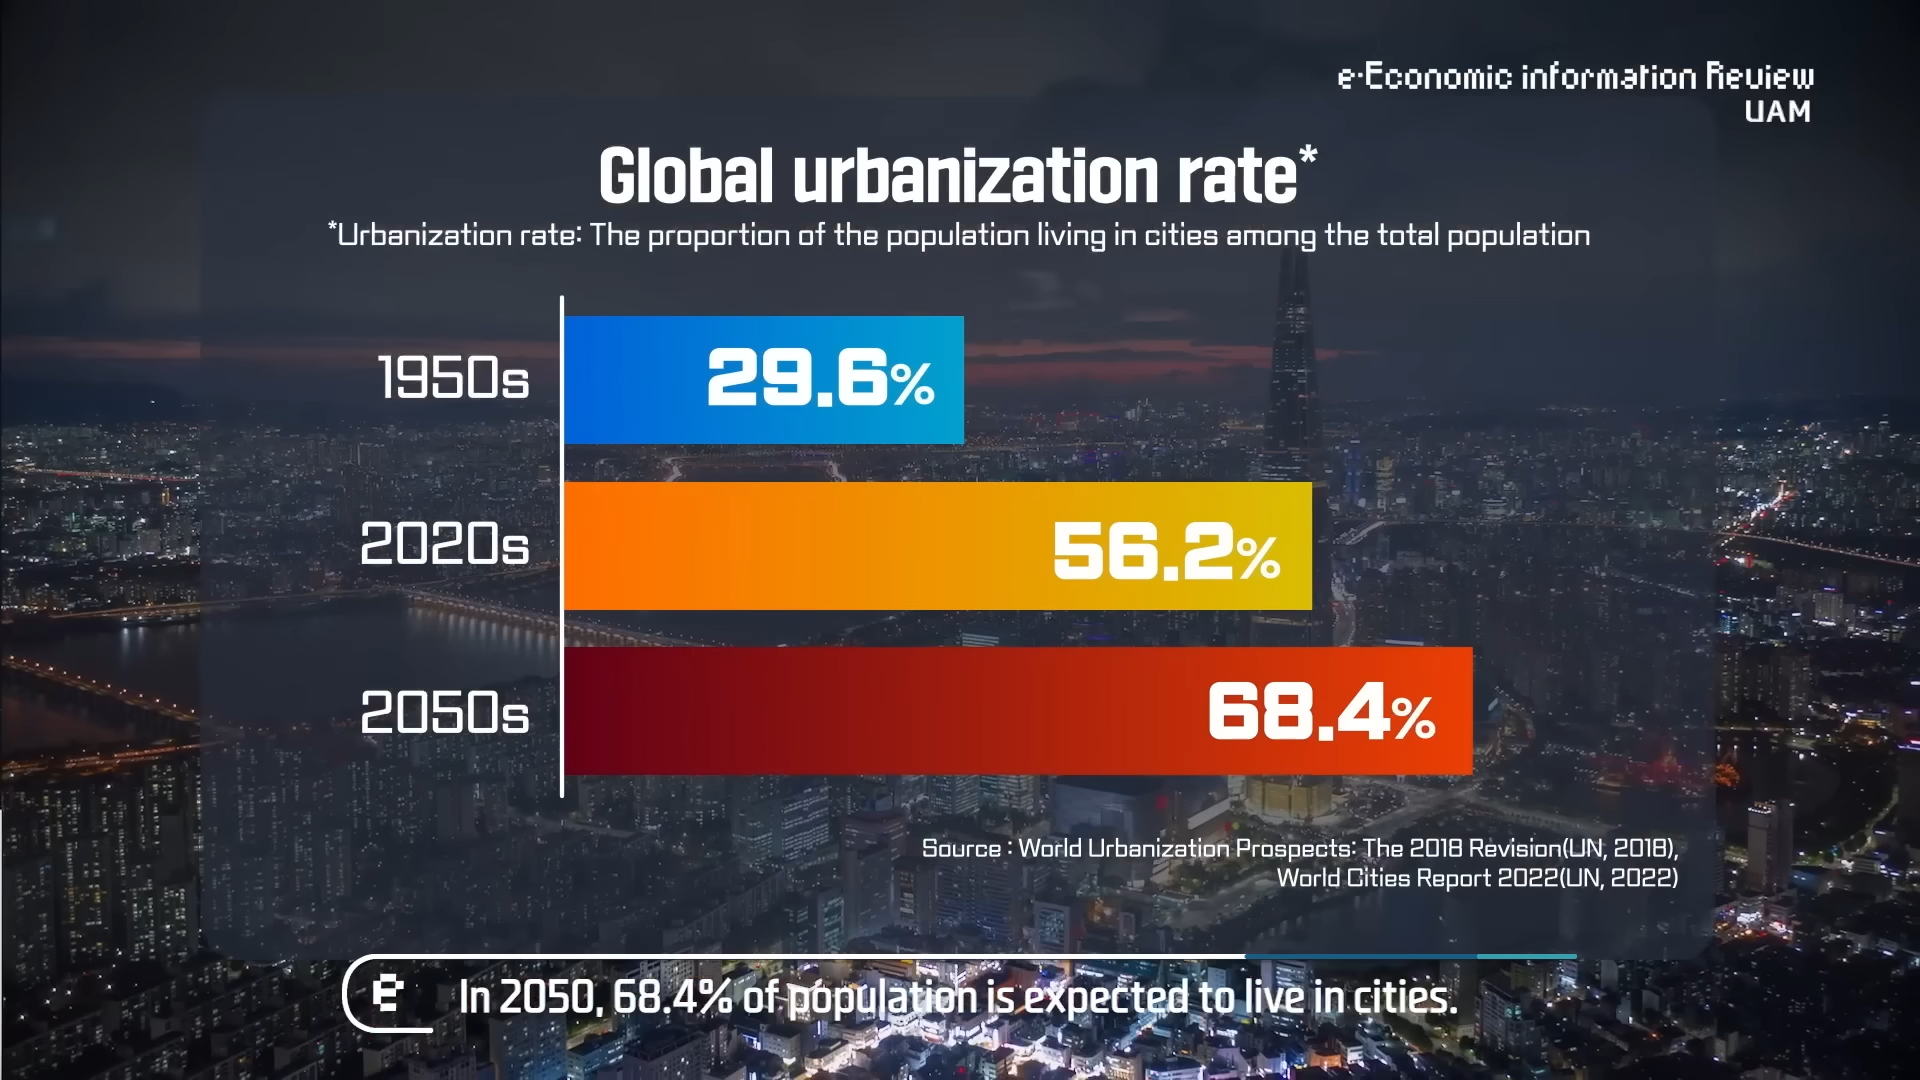 e·Economic information Review
UAM
Global urbanization rate*
*Urbanization rate: The proportion of the population living in cities among the total population
1950s
29.6%
2020s
56.2%
2050s
68.4%
Source : World Urbanization Prospects: The 2018 Revision(UN, 2018),
World Cities Report 2022(UN, 2022)
e In 2050, 68.4% of population is expected to live in cities.